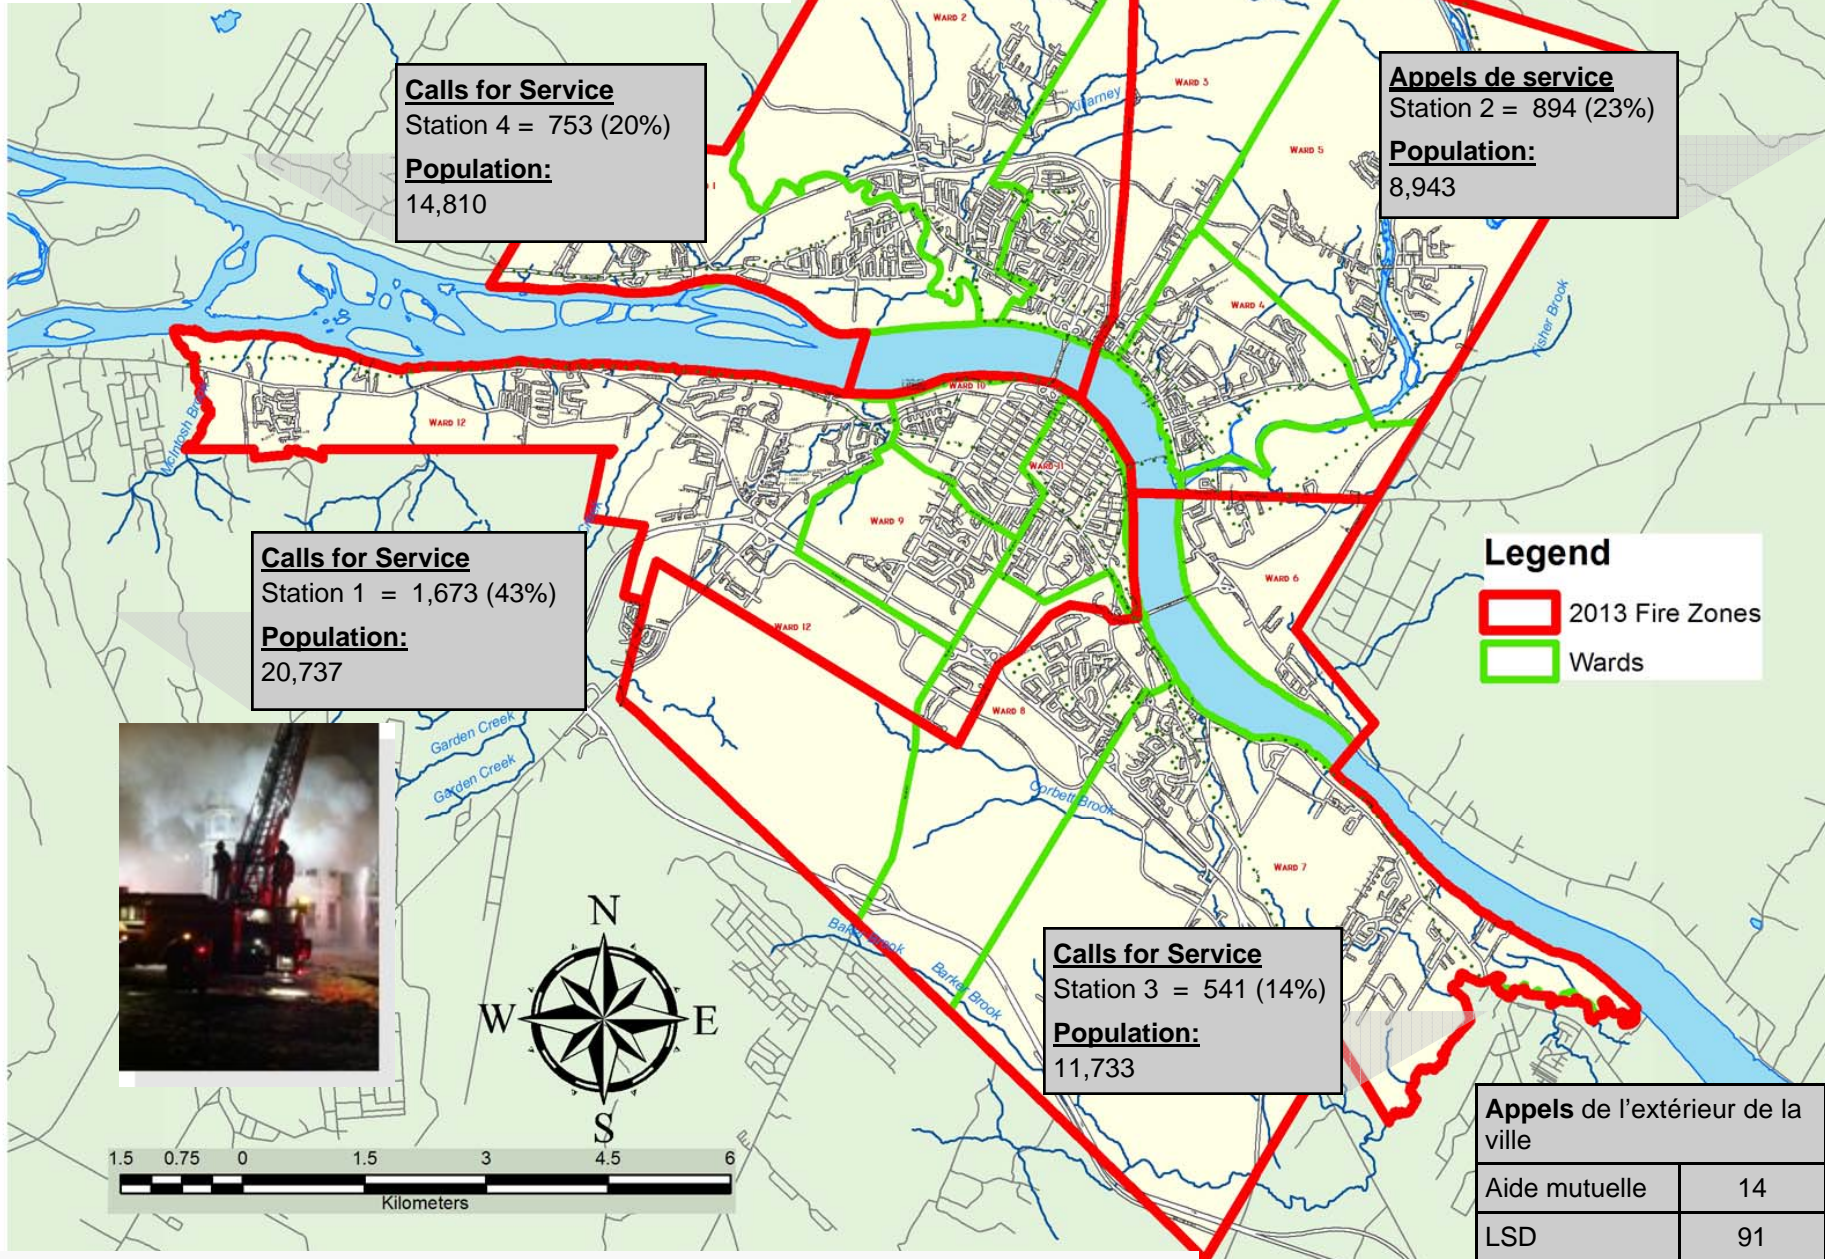 WARD 2
Calls for Service
Station 4 = 753 (20%)
Population:
14,810
Killarney
WARD 3
Appels de service
Station 2 = 894 (23%)
Population:
8,943
WARD 5
WARD 4
Fisher Brook
WARD 10
WARD 12
McIntosh Brook
WARD 11
WARD 9
Creek
Calls for Service
Station 1 = 1,673 (43%)
Population:
20,737
WARD 6
Legend
2013 Fire Zones
Wards
WARD 12
WARD 8
Garden Creek
Garden Creek
Corbett Brook
WARD 7
Baker Brook
Barker Brook
Calls for Service
Station 3 = 541 (14%)
Population:
11,733
N
W E
S
1.5 0.75 0 1.5 3 4.5 6
Kilometers
Appels de l'extérieur de la
ville
Aide mutuelle 14
LSD 91